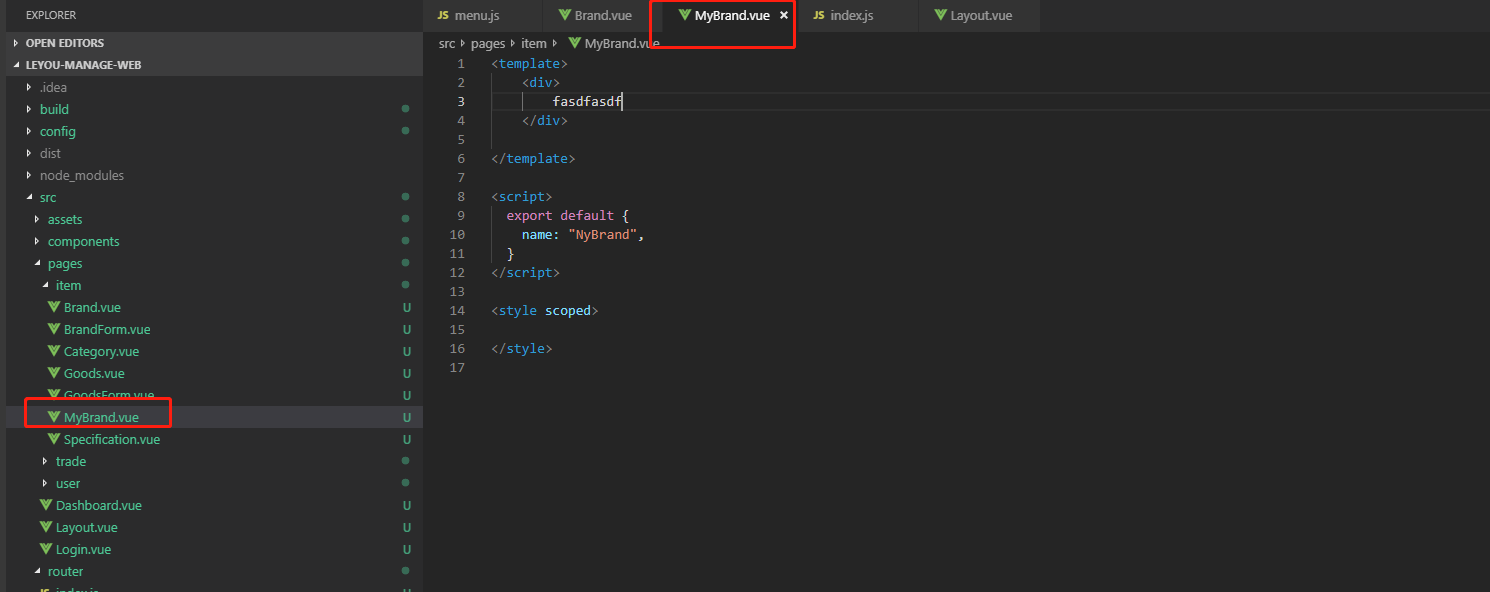 EXPLORER
OPEN EDITORS
LEYOU-MANAGE-WEB
.idea
build
config
dist
node_modules
src
assets
components
pages
item
Brand.vue U
BrandForm.vue U
Category.vue U
Goods.vue U
GoodsForm.vue U
MyBrand.vue U
Specification.vue U
trade
user
Dashboard.vue U
Layout.vue U
Login.vue U
router
JS index.js U
JS menu.js Brand.vue MyBrand.vue × JS index.js Layout.vue
src pages item MyBrand.vue
1 <template>
2 <div>
3 fasdfasdf
4 </div>
5
6 </template>
7
8 <script>
9 export default {
10 name: "NyBrand",
11 }
12 </script>
13
14 <style scoped>
15
16 </style>
17